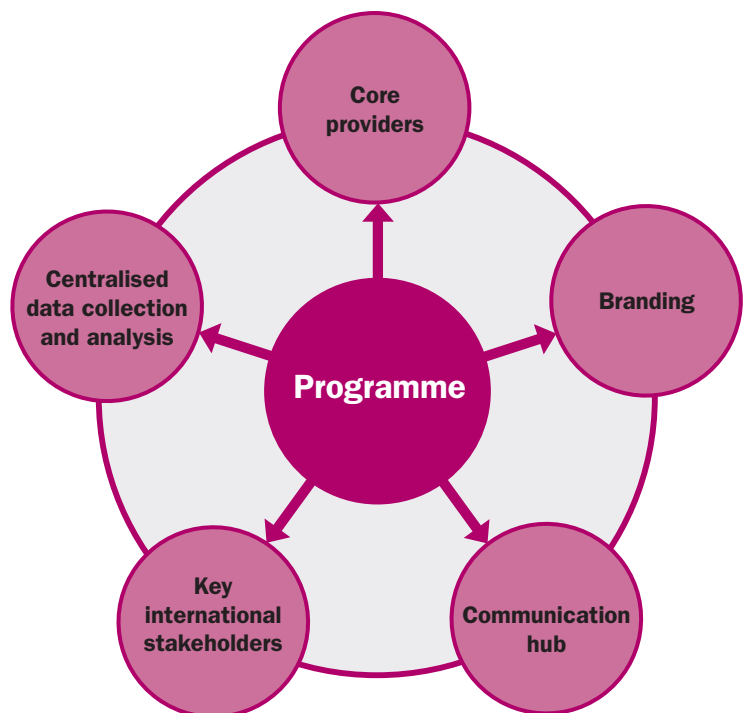 Core
providers
Centralised
data collection
and analysis
Branding
Programme
Key
international
stakeholders
Communication
hub